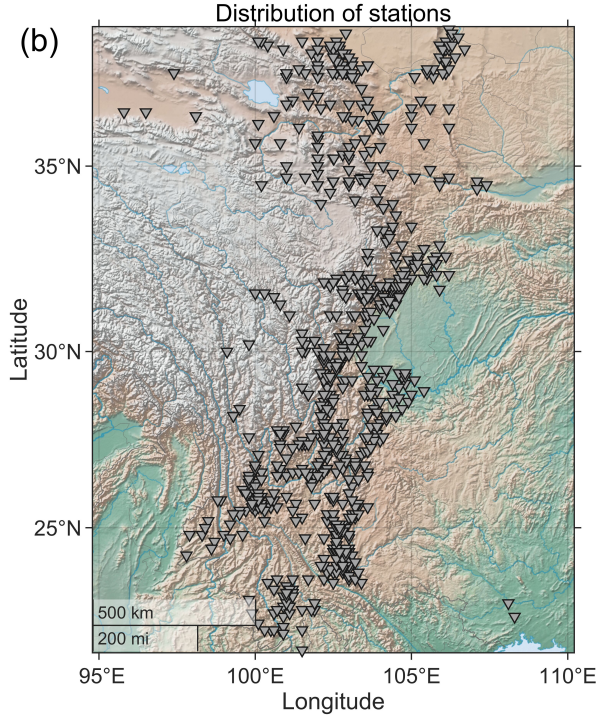 Distribution of stations
(b)
35°N
30°N
25°N
Latitude
500 km
200 mi
95°E
100°E
105°E
110°E
Longitude